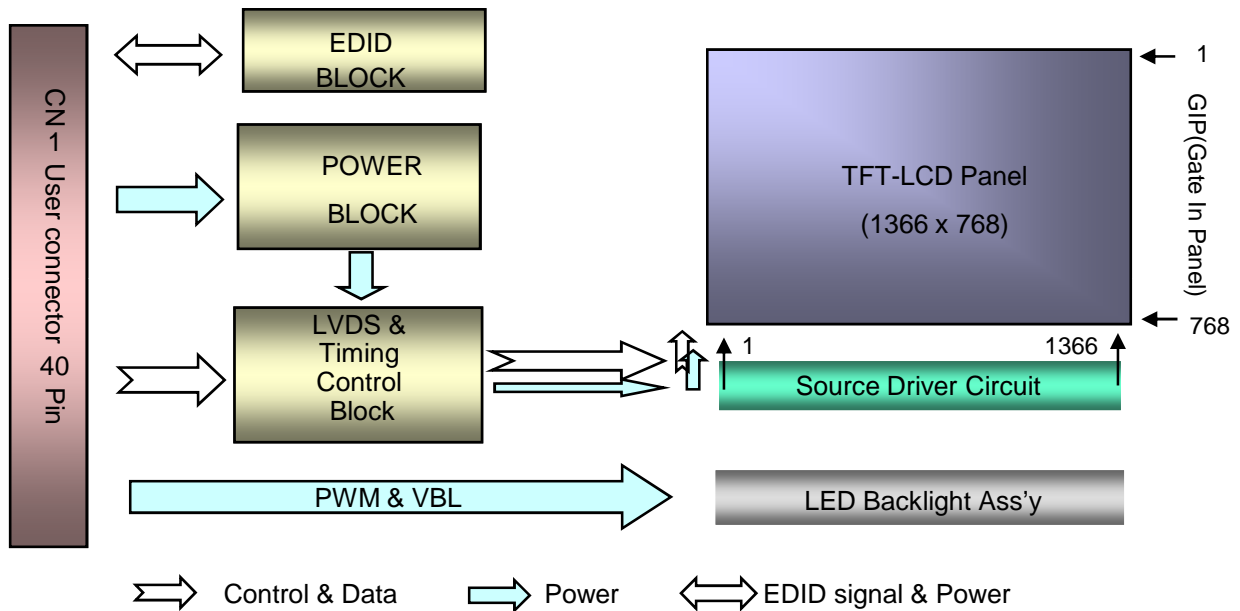 CN 1 User connector 40 Pin
EDID
BLOCK
POWER
BLOCK
LVDS &
Timing
Control
Block
PWM & VBL
TFT-LCD Panel
(1366 x 768)
1
GIP(Gate In Panel)
768
1
1366
Source Driver Circuit
LED Backlight Ass'y
Control & Data
Power
EDID signal & Power